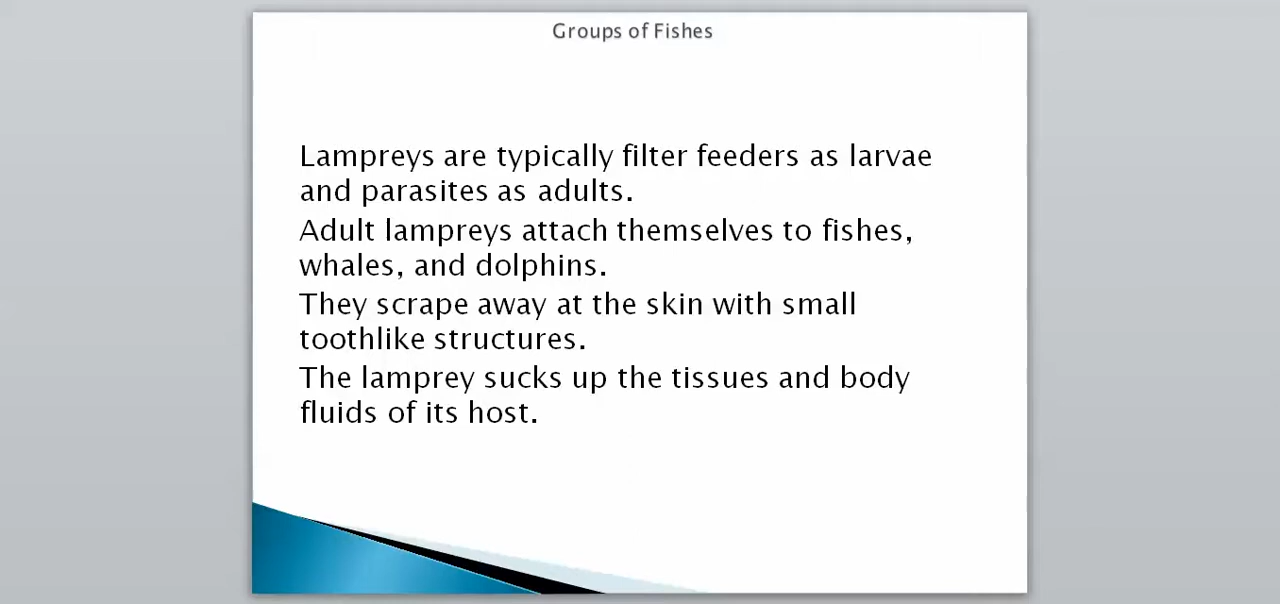 Groups of Fishes
Lampreys are typically filter feeders as larvae
and parasites as adults.
Adult lampreys attach themselves to fishes,
whales, and dolphins.
They scrape away at the skin with small
toothlike structures.
The lamprey sucks up the tissues and body
fluids of its host.